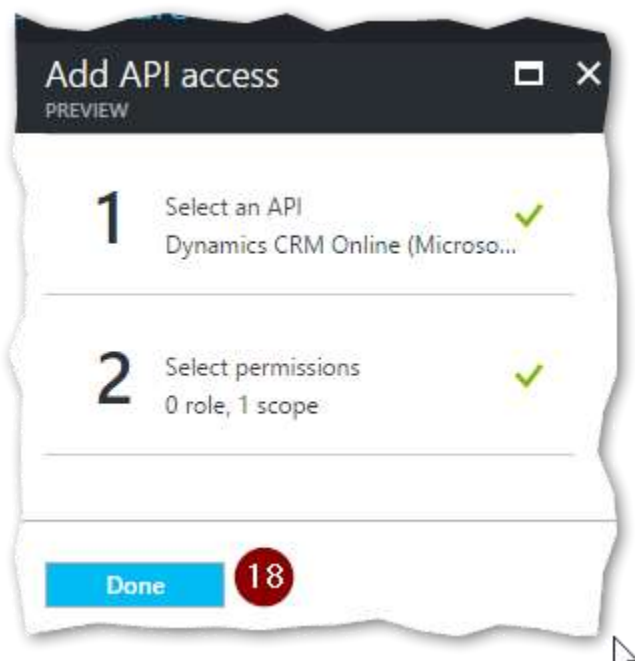 Add API access
PREVIEW
1
Select an API
Dynamics CRM Online (Microso...
2
Select permissions
0 role, 1 scope
Done
18